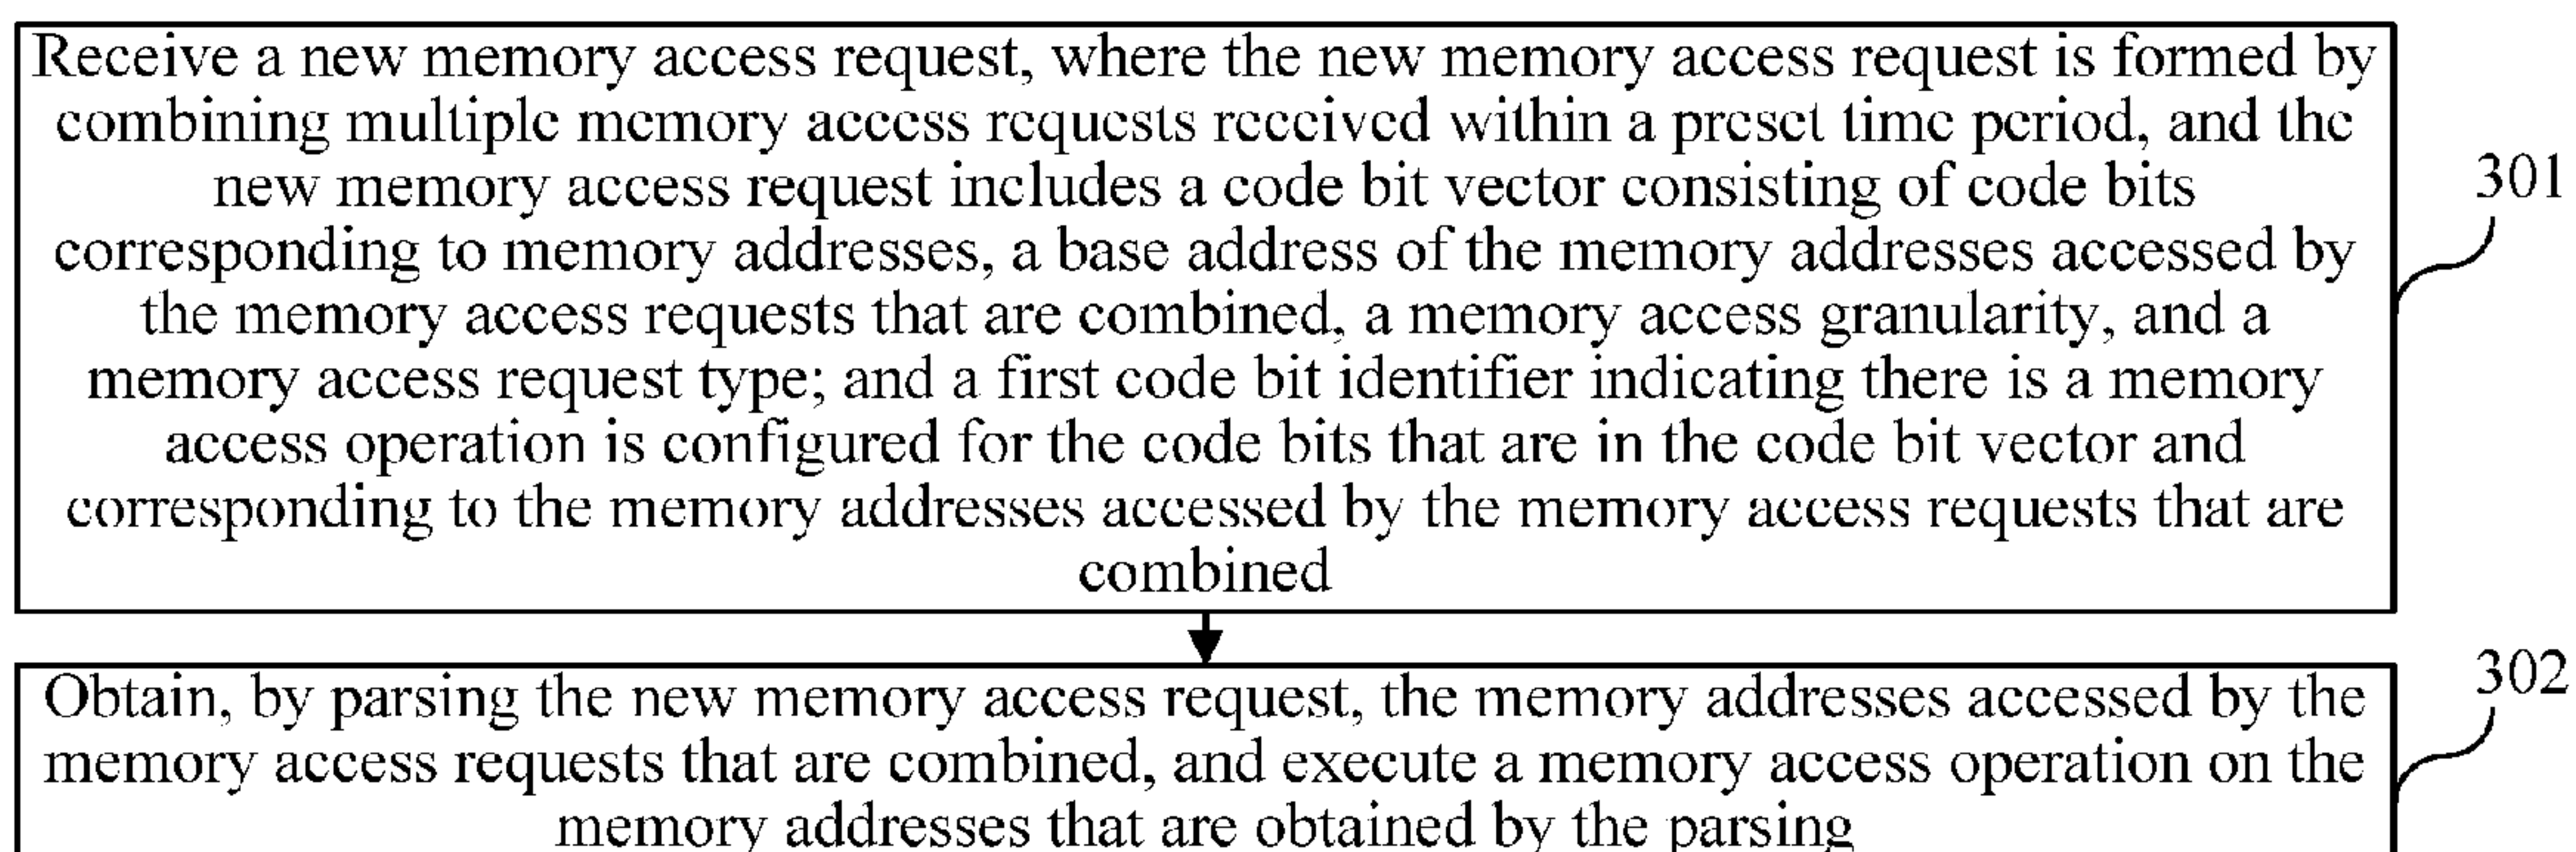 Receive a new memory access request, where the new memory access request is formed by
combining multiple memory access requests received within a preset time period, and the
new memory access request includes a code bit vector consisting of code bits
corresponding to memory addresses, a base address of the memory addresses accessed by
the memory access requests that are combined, a memory access granularity, and a
memory access request type; and a first code bit identifier indicating there is a memory
access operation is configured for the code bits that are in the code bit vector and
corresponding to the memory addresses accessed by the memory access requests that are
combined
301
Obtain, by parsing the new memory access request, the memory addresses accessed by the
memory access requests that are combined, and execute a memory access operation on the
memory addresses that are obtained by the parsing
302